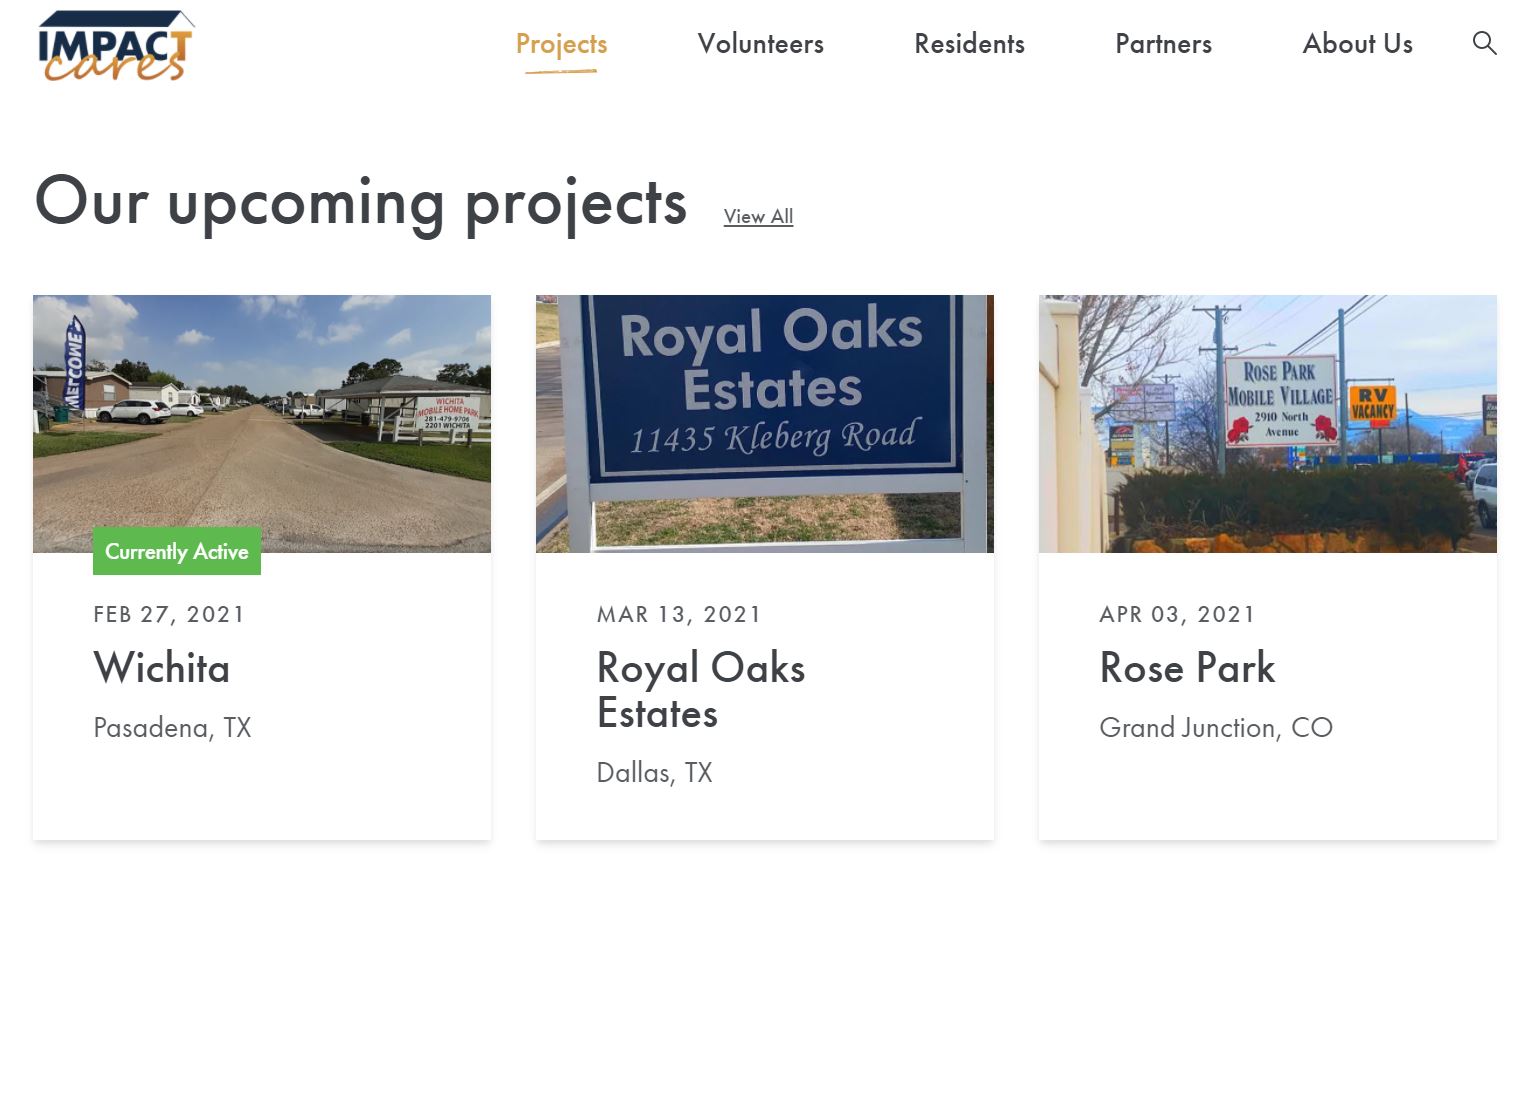 IMPACT
cares
Projects
Volunteers
Residents
Partners
About Us
Our upcoming projects
View All
WELCOME
WICHITA
MOBILE HOME PARK
281-479-9706
2201 WICHITA
Currently Active
FEB 27, 2021
Wichita
Pasadena, TX
Royal Oaks
Estates
11435 Kleberg Road
MAR 13, 2021
Royal Oaks
Estates
Dallas, TX
ROSE PARK
MOBILE VILLAGE
2910 North
Avenue
RV
VACANCY
APR 03, 2021
Rose Park
Grand Junction, CO